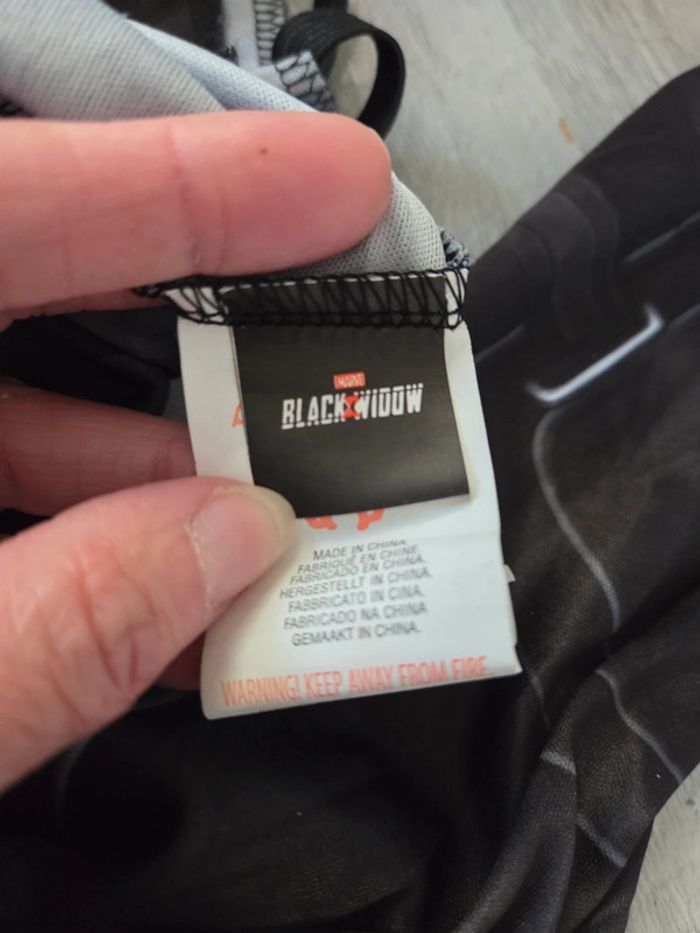 MARVEL
BLACK WIDOW
MADE IN CHINA.
FABRIQUÉ EN CHINE.
FABRICADO EN CHINA.
HERGESTELLT IN CHINA.
FABBRICATO IN CINA.
FABRICADO NA CHINA
GEMAAKT IN CHINA.
WARNING! KEEP AWAY FROM FIRE.